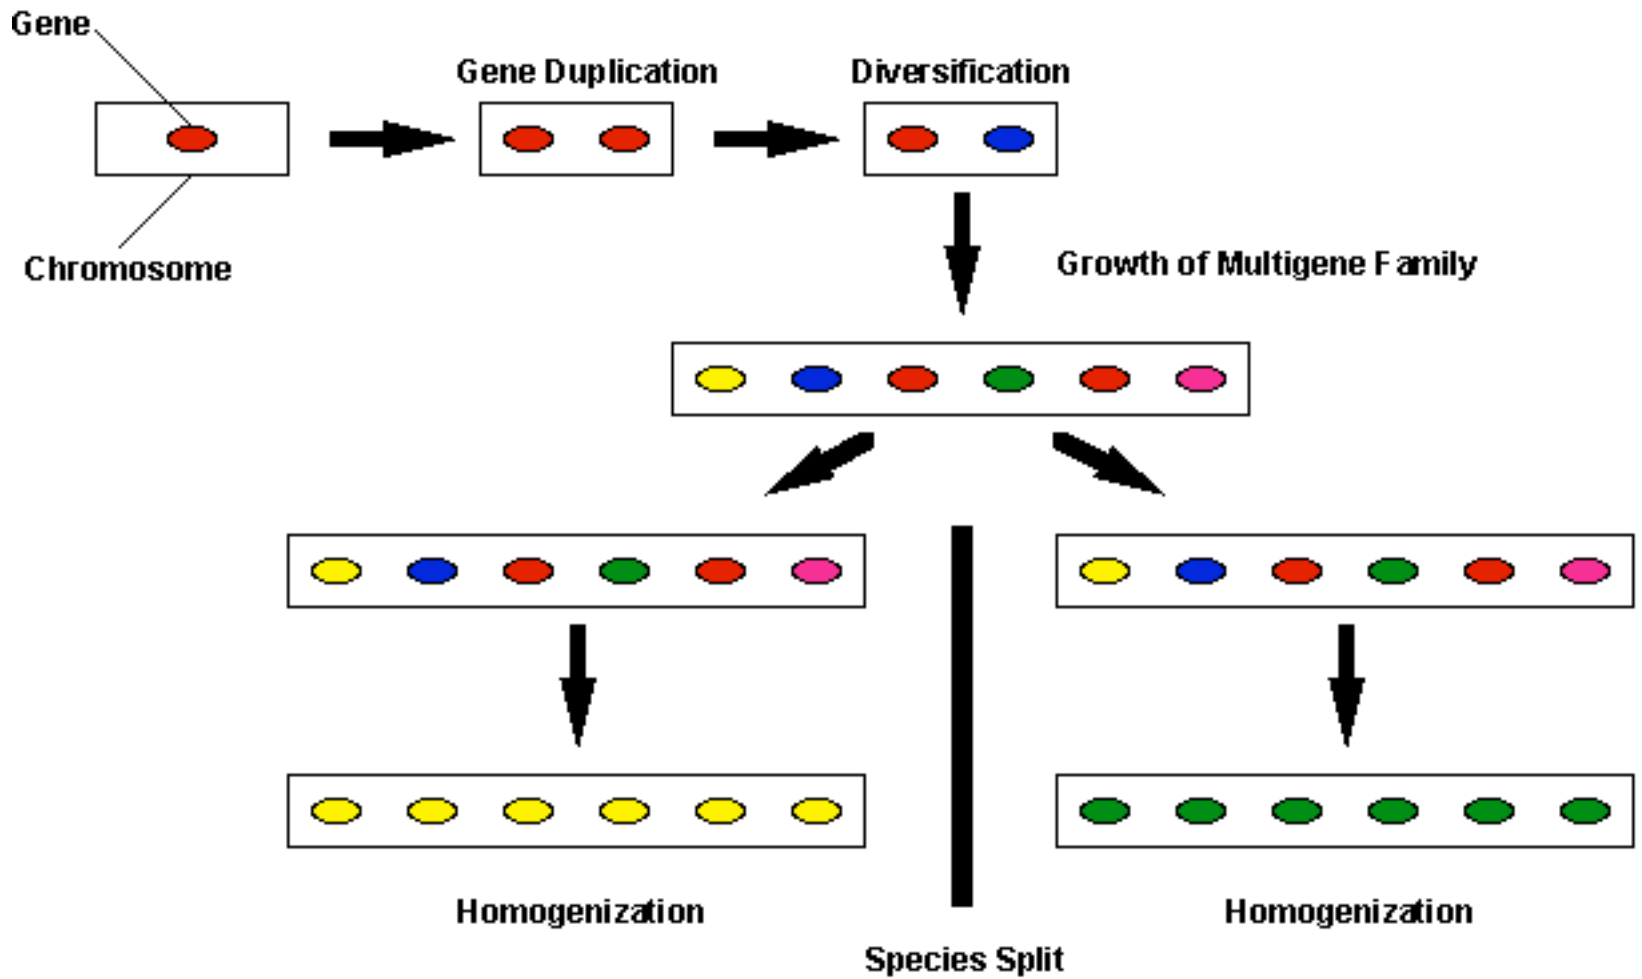 Gene
Gene Duplication
Diversification
Chromosome
Growth of Multigene Family
Homogenization
Homogenization
Species Split